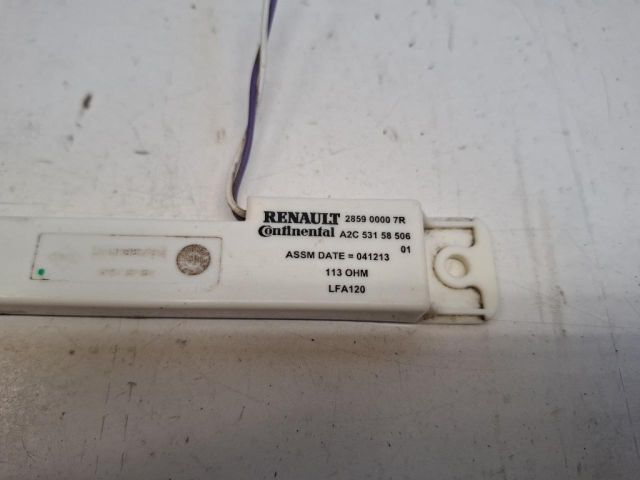 RENAULT 2859 0000 7R
Continental A2C 531 58 506
01
ASSM DATE = 041213
113 OHM
LFA120